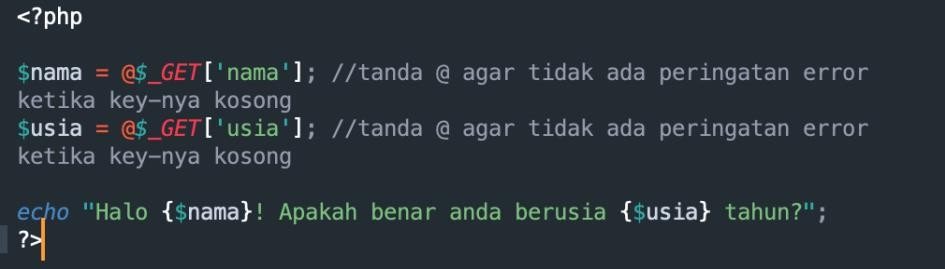 <?php
$nama = @$_GET['nama']; //tanda @ agar tidak ada peringatan error
ketika key-nya kosong
$usia = @$_GET['usia']; //tanda @ agar tidak ada peringatan error
ketika key-nya kosong
echo "Halo {$nama}! Apakah benar anda berusia {$usia} tahun?";
?>